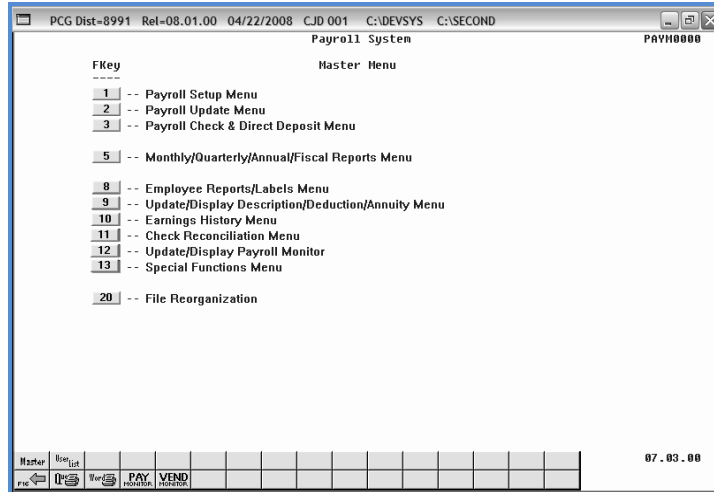 PCG Dist=8991 Rel=08.01.00 04/22/2008 CJD 001 C:\DEVSYS C:\SECOND
Payroll System PAYM0000
FKey Master Menu
----
1 -- Payroll Setup Menu
2 -- Payroll Update Menu
3 -- Payroll Check & Direct Deposit Menu
5 -- Monthly/Quarterly/Annual/Fiscal Reports Menu
8 -- Employee Reports/Labels Menu
9 -- Update/Display Description/Deduction/Annuity Menu
10 -- Earnings History Menu
11 -- Check Reconciliation Menu
12 -- Update/Display Payroll Monitor
13 -- Special Functions Menu
20 -- File Reorganization
Master User list 07.03.00
F16 Que Word PAY MONITOR VEND MONITOR